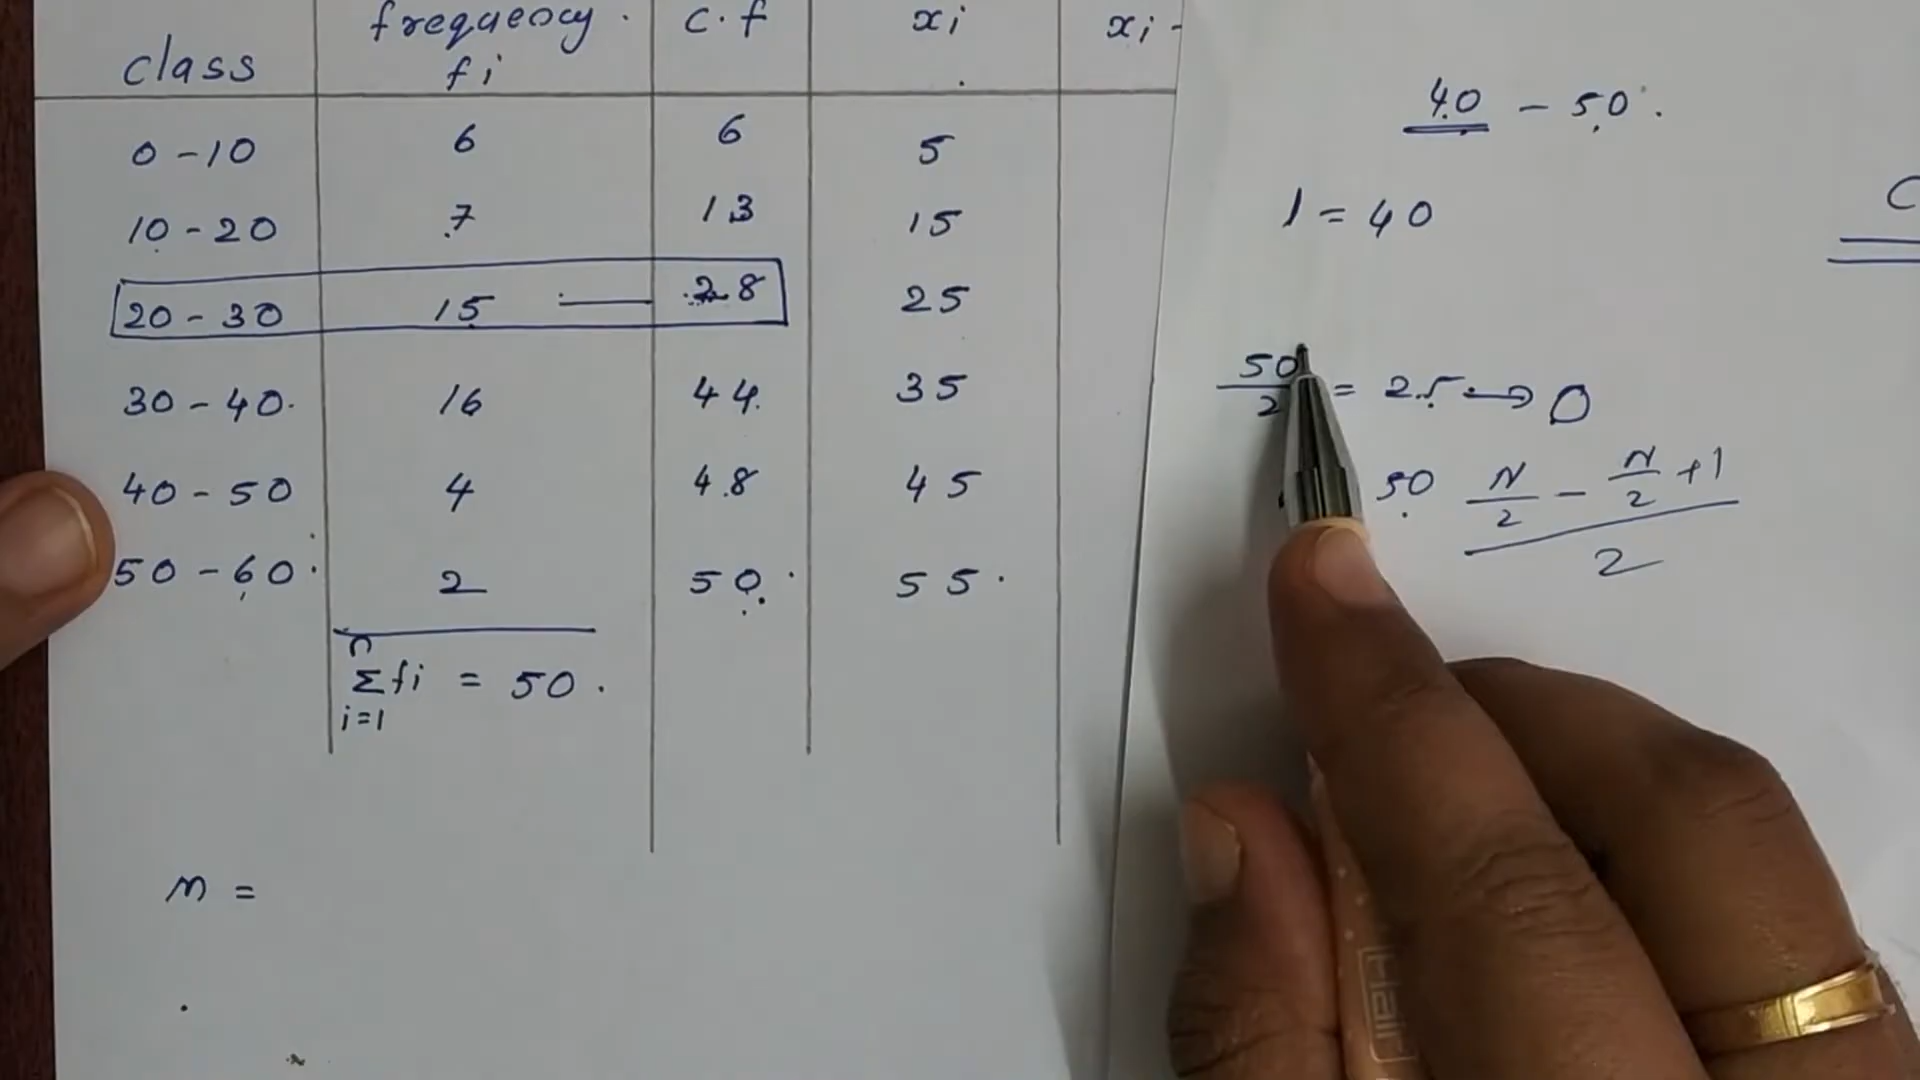 class frequency fi c.f xi xi -
0-10 6 6 5
10-20 7 13 15
20-30 15 28 25
30-40 16 44 35
40-50 4 48 45
50-60 2 50 55
n
Σfi = 50
i=1
m =
40 - 50
l = 40
50/2 = 25 → 0
50 (N/2 - N/2 + 1)/2
C
Hair